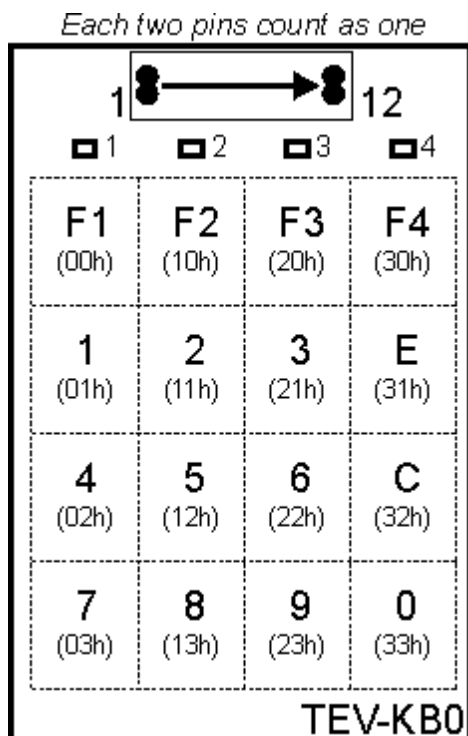 Each two pins count as one
1 12
1 2 3 4
F1 F2 F3 F4
(00h) (10h) (20h) (30h)
1 2 3 E
(01h) (11h) (21h) (31h)
4 5 6 C
(02h) (12h) (22h) (32h)
7 8 9 0
(03h) (13h) (23h) (33h)
TEV-KB0